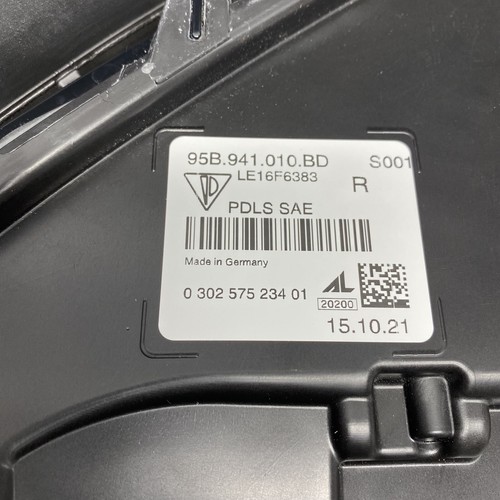 95B.941.010.BD S001
LE16F6383
R
PDLS SAE
Made in Germany
0 302 575 234 01
AL
20200
15.10.21